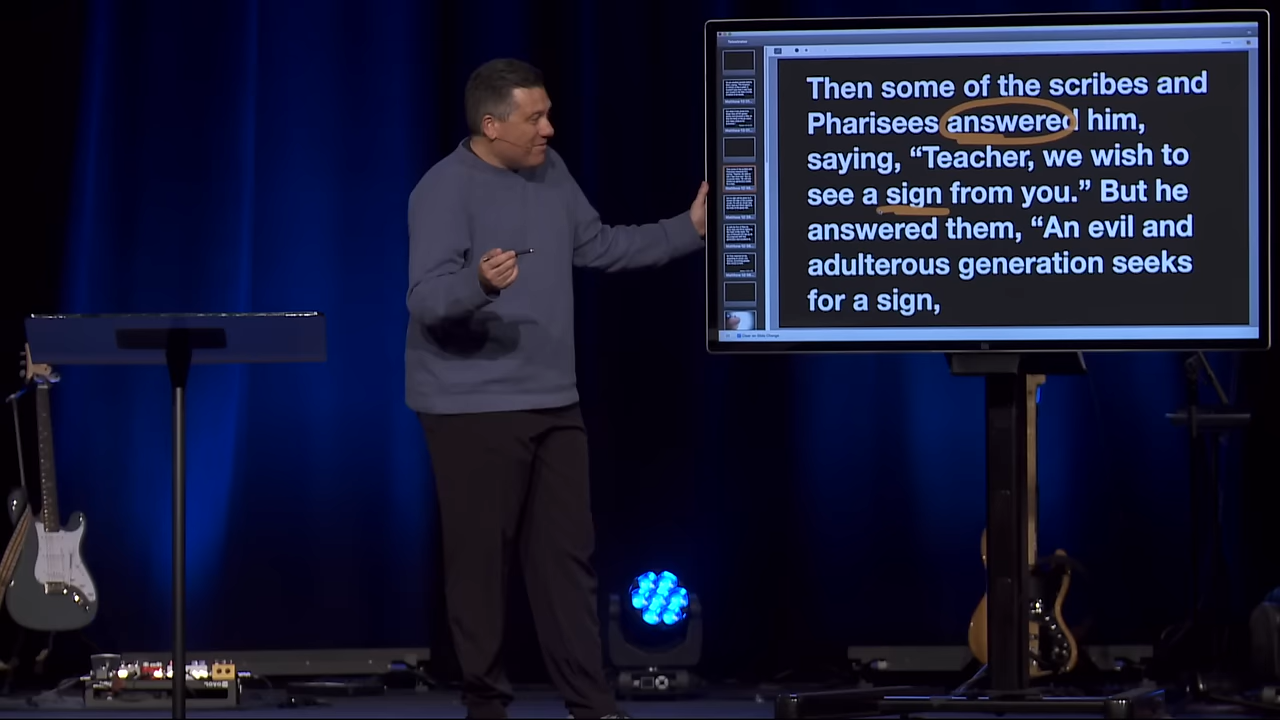 Then some of the scribes and
Pharisees answered him,
saying, “Teacher, we wish to
see a sign from you.” But he
answered them, “An evil and
adulterous generation seeks
for a sign,